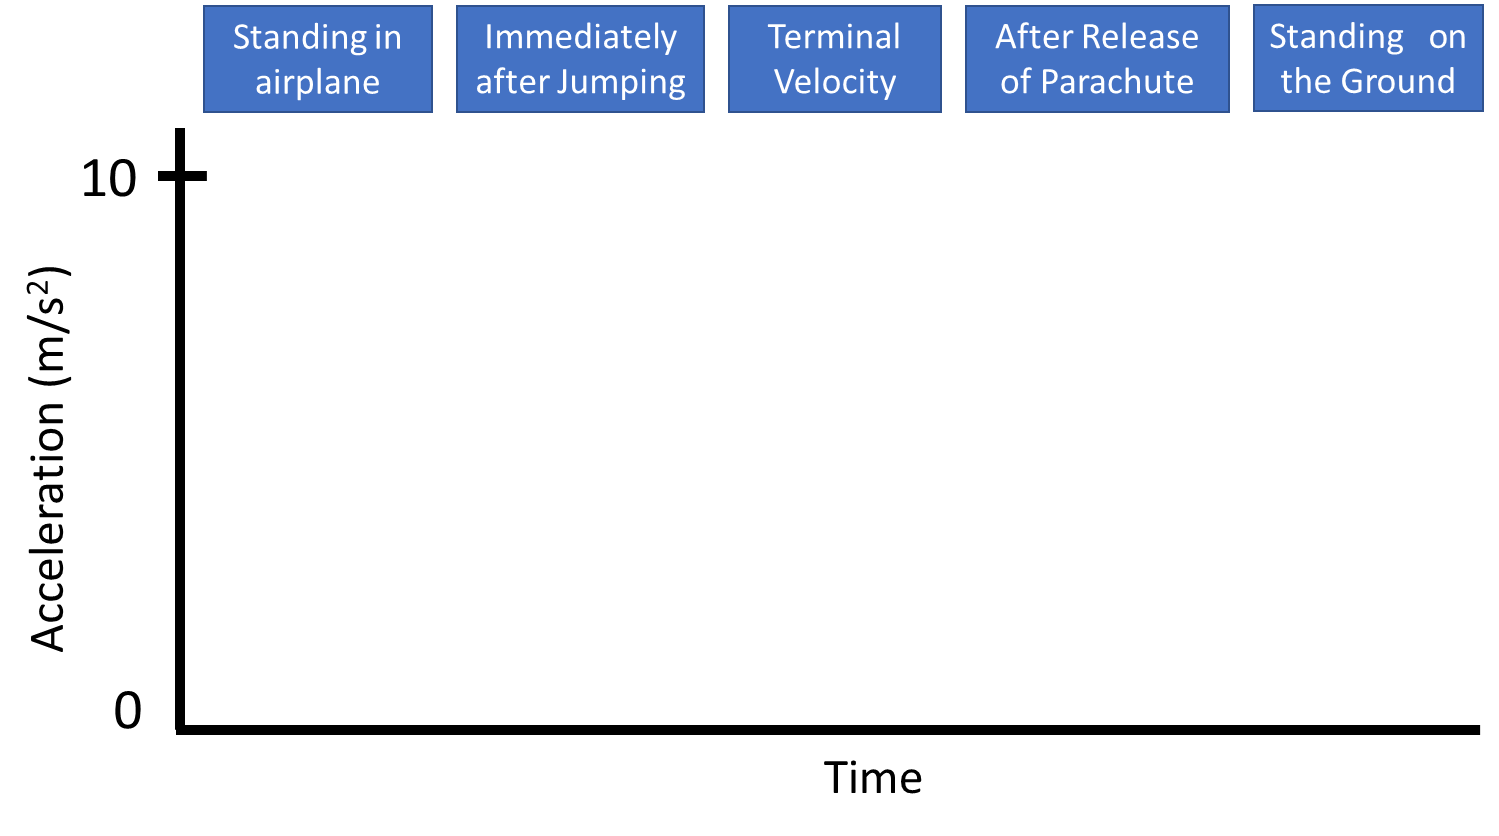 Standing in
airplane
Immediately
after Jumping
Terminal
Velocity
After Release
of Parachute
Standing on
the Ground
10
Acceleration (m/s²)
0
Time